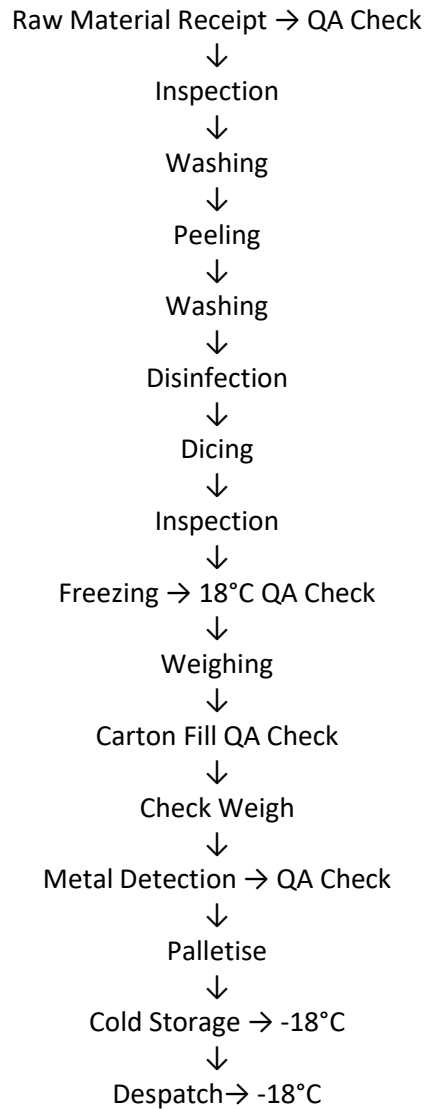 Raw Material Receipt → QA Check
↓
Inspection
↓
Washing
↓
Peeling
↓
Washing
↓
Disinfection
↓
Dicing
↓
Inspection
↓
Freezing → 18°C QA Check
↓
Weighing
↓
Carton Fill QA Check
↓
Check Weigh
↓
Metal Detection → QA Check
↓
Palletise
↓
Cold Storage → -18°C
↓
Despatch→ -18°C